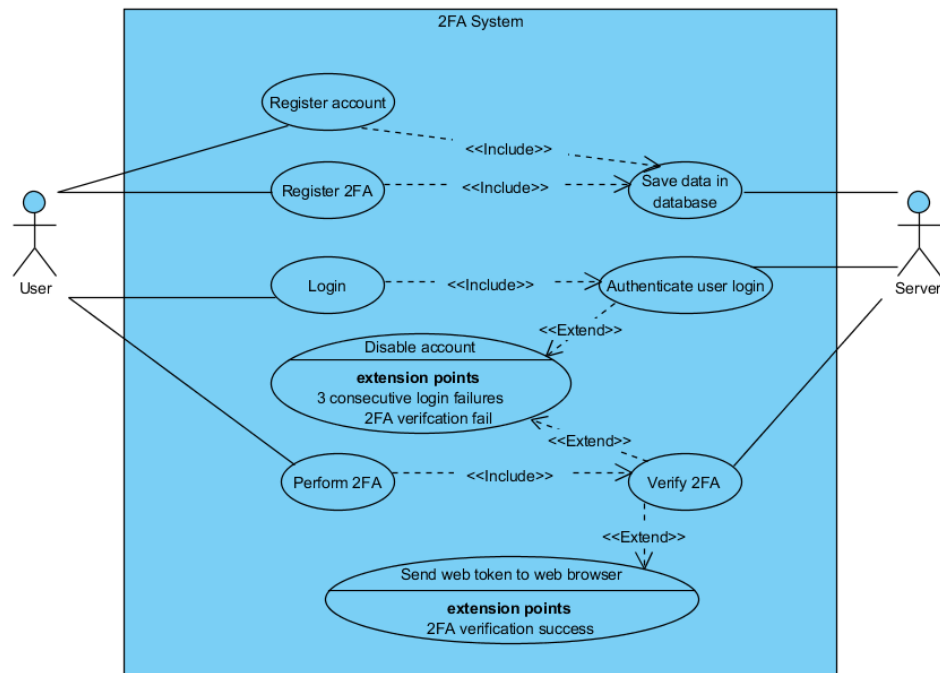 2FA System
Register account
<<Include>>
Register 2FA
<<Include>>
Save data in
database
User
Server
Login
<<Include>>
Authenticate user login
<<Extend>>
Disable account
extension points
3 consecutive login failures
2FA verifcation fail
<<Extend>>
Perform 2FA
<<Include>>
Verify 2FA
<<Extend>>
Send web token to web browser
extension points
2FA verification success